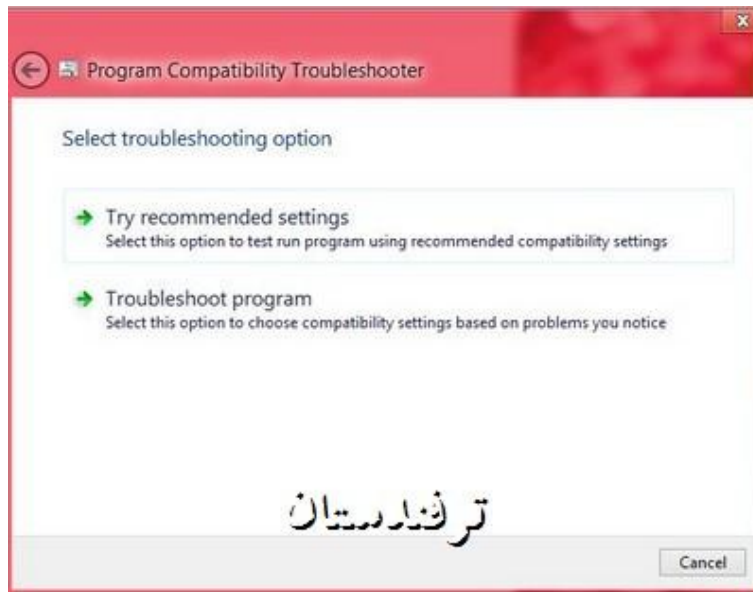 Program Compatibility Troubleshooter
Select troubleshooting option
Try recommended settings
Select this option to test run program using recommended compatibility settings
Troubleshoot program
Select this option to choose compatibility settings based on problems you notice
ترفندستان
Cancel